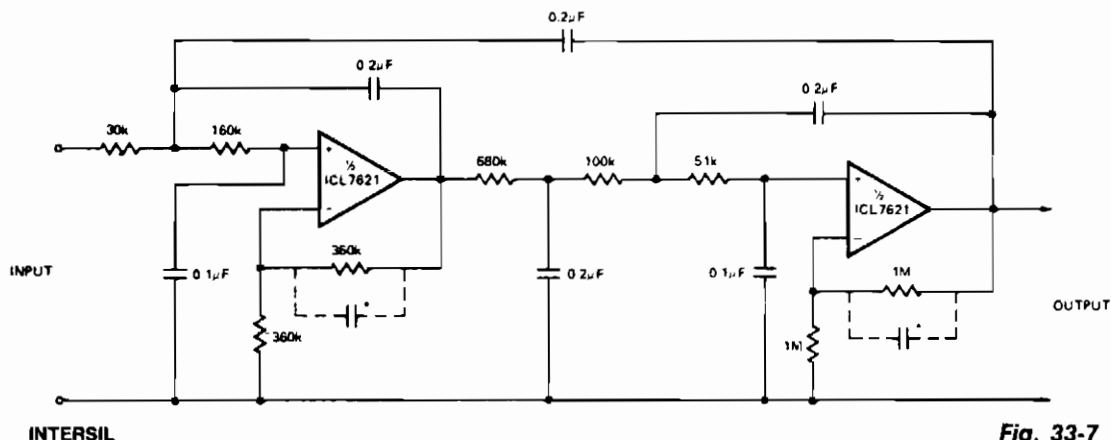 0.2μF
0.2μF
0.2μF
30k
160k
+
½
ICL7621
-
680k
100k
51k
+
½
ICL7621
-
INPUT
0.1μF
360k
*
360k
0.2μF
0.1μF
1M
*
1M
OUTPUT
INTERSIL
Fig. 33-7